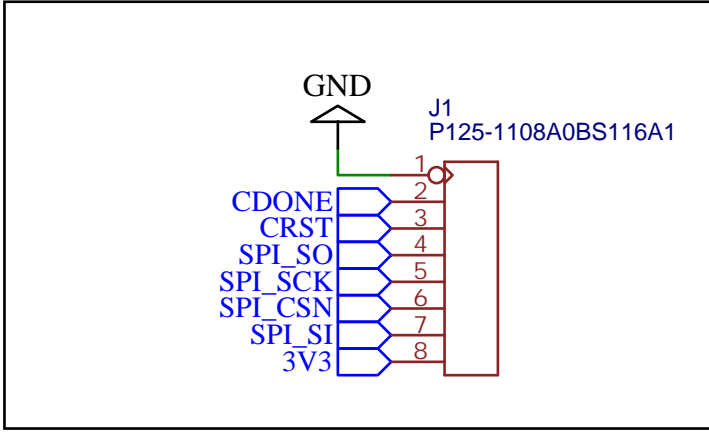 GND
J1
P125-1108A0BS116A1
1
CDONE 2
CRST 3
SPI_SO 4
SPI_SCK 5
SPI_CSN 6
SPI_SI 7
3V3 8